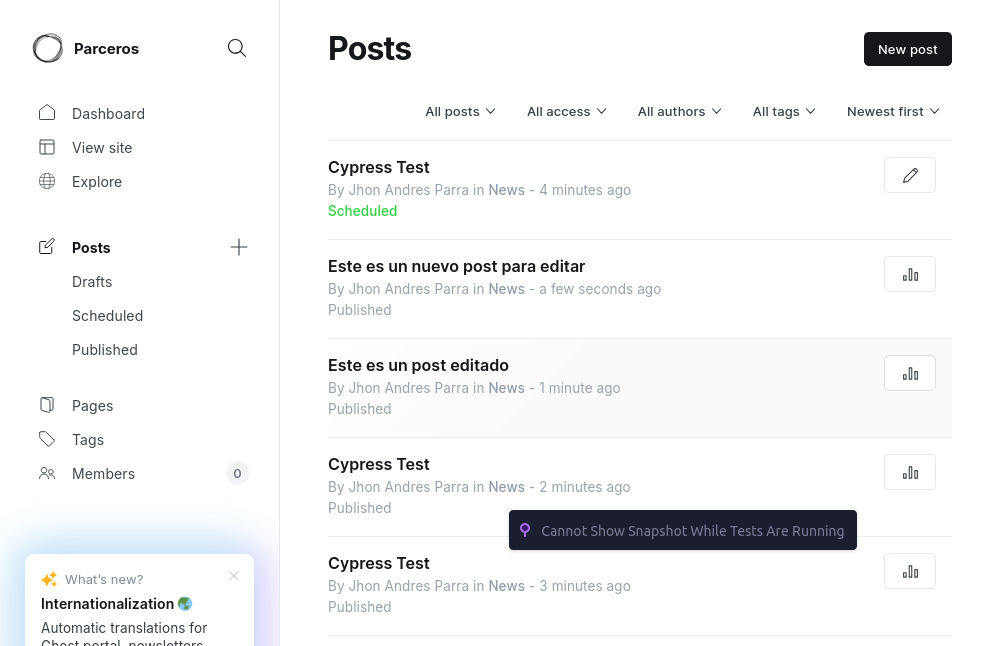 Parceros
Dashboard
View site
Explore
Posts
Drafts
Scheduled
Published
Pages
Tags
Members 0
What's new?
Internationalization
Automatic translations for
Ghost portal, newsletters
Posts
New post
All posts All access All authors All tags Newest first
Cypress Test
By Jhon Andres Parra in News - 4 minutes ago
Scheduled
Este es un nuevo post para editar
By Jhon Andres Parra in News - a few seconds ago
Published
Este es un post editado
By Jhon Andres Parra in News - 1 minute ago
Published
Cypress Test
By Jhon Andres Parra in News - 2 minutes ago
Published
Cannot Show Snapshot While Tests Are Running
Cypress Test
By Jhon Andres Parra in News - 3 minutes ago
Published